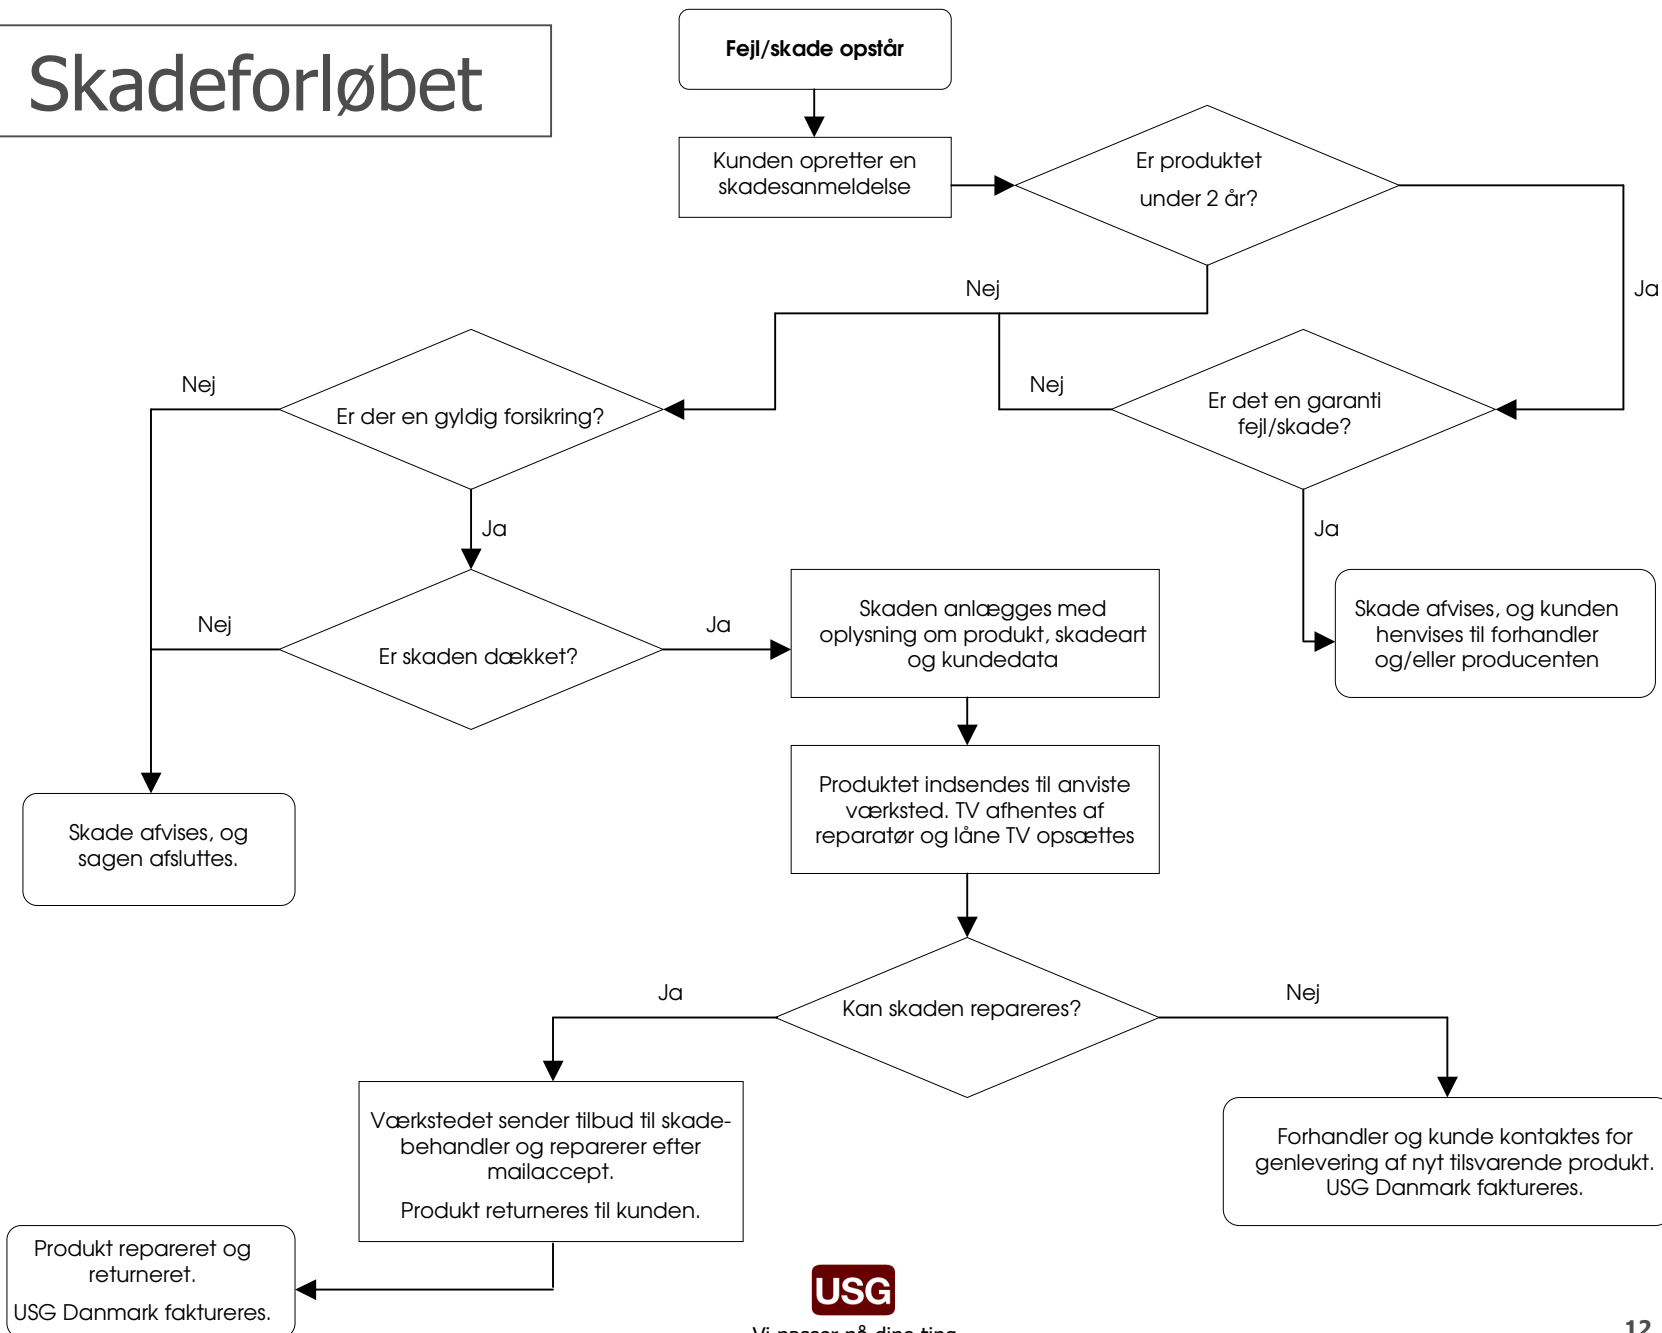 Skadeforløbet
Fejl/skade opstår
Kunden opretter en
skadesanmeldelse
Er produktet
under 2 år?
Nej
Ja
Nej
Er der en gyldig forsikring?
Nej
Er det en garanti
fejl/skade?
Ja
Ja
Nej
Er skaden dækket?
Ja
Skaden anlægges med
oplysning om produkt, skadeart
og kundedata
Skade afvises, og kunden
henvises til forhandler
og/eller producenten
Produktet indsendes til anviste
værksted. TV afhentes af
reparatør og låne TV opsættes
Skade afvises, og
sagen afsluttes.
Ja
Kan skaden repareres?
Nej
Værkstedet sender tilbud til skade-
behandler og reparerer efter
mailaccept.
Produkt returneres til kunden.
Forhandler og kunde kontaktes for
genlevering af nyt tilsvarende produkt.
USG Danmark faktureres.
Produkt repareret og
returneret.
USG Danmark faktureres.
USG
Vi passer på dine ting
12